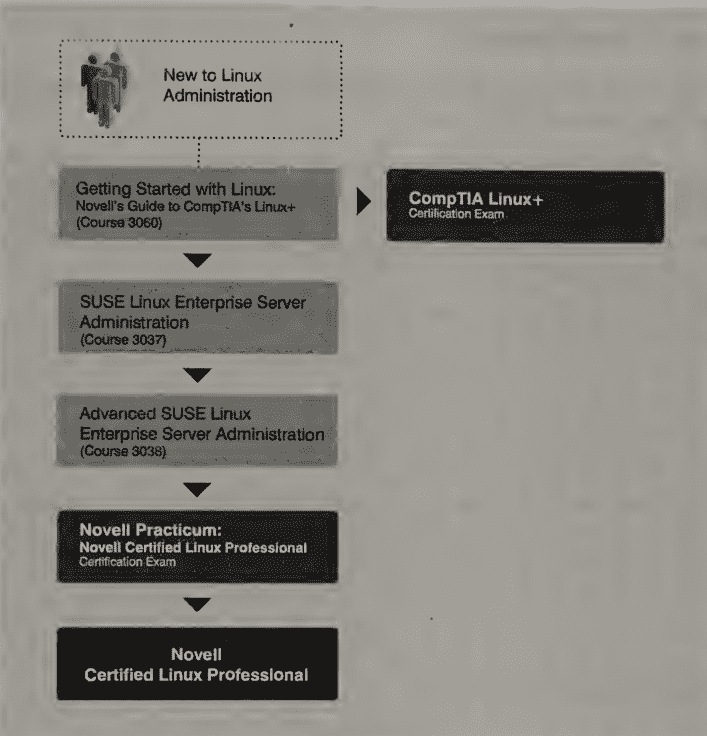 New to Linux
Administration
Getting Started with Linux:
Novell's Guide to CompTIA's Linux+
(Course 3060)
CompTIA Linux+
Certification Exam
SUSE Linux Enterprise Server
Administration
(Course 3037)
Advanced SUSE Linux
Enterprise Server Administration
(Course 3038)
Novell Practicum:
Novell Certified Linux Professional
Certification Exam
Novell
Certified Linux Professional